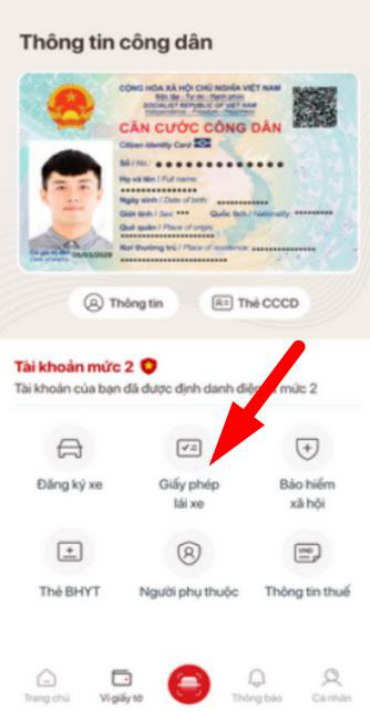 Thông tin công dân
CỘNG HÒA XÃ HỘI CHỦ NGHĨA VIỆT NAM
Độc lập - Tự do - Hạnh phúc
SOCIALIST REPUBLIC OF VIET NAM
Independence - Freedom - Happiness
CĂN CƯỚC CÔNG DÂN
Citizen Identity Card
Số / No.:
Họ và tên / Full name:
Ngày sinh / Date of birth:
Giới tính / Sex: *** Quốc tịch / Nationality: *********
Quê quán / Place of origin:
Nơi thường trú / Place of residence:
Thông tin
Thẻ CCCD
Tài khoản mức 2
Tài khoản của bạn đã được định danh điện mức 2
Đăng ký xe
Giấy phép
lái xe
Bảo hiểm
xã hội
Thẻ BHYT
Người phụ thuộc
VND
Thông tin thuế
Trang chủ
Ví giấy tờ
Thông báo
Cá nhân